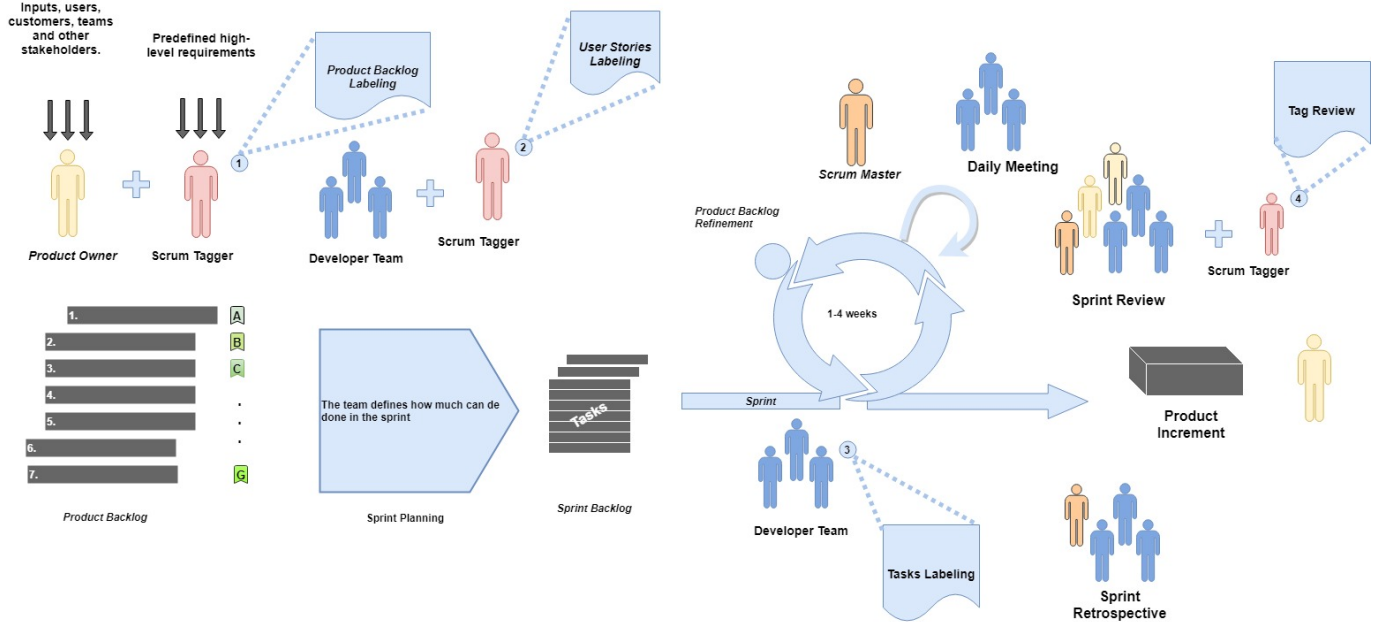 Inputs, users,
customers, teams
and other
stakeholders.
Predefined high-
level requirements
Product Backlog
Labeling
User Stories
Labeling
1
2
Product Owner
Scrum Tagger
Developer Team
Scrum Tagger
1.
2.
3.
4.
5.
6.
7.
A
B
C
.
.
.
G
Product Backlog
The team defines how much can de
done in the sprint
Sprint Planning
Tasks
Sprint Backlog
Scrum Master
Daily Meeting
Tag Review
4
Product Backlog
Refinement
1-4 weeks
Sprint Review
Scrum Tagger
Sprint
Product
Increment
3
Developer Team
Tasks Labeling
Sprint
Retrospective